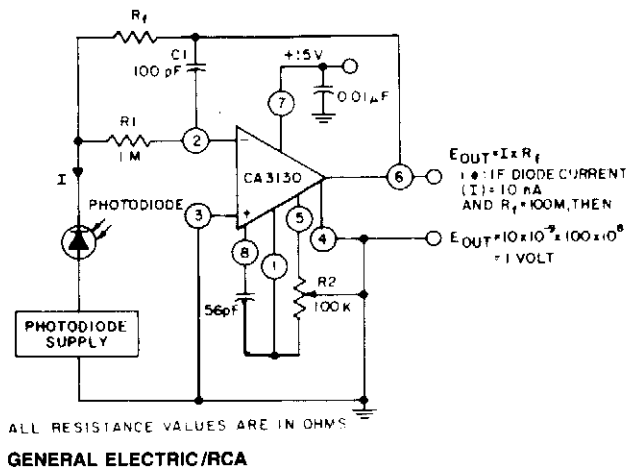 Rf
C1
100 pF
+15V
0.01µF
7
R1
1 M
2
−
CA3130
6
EOUT = I x Rf
i.e.: IF DIODE CURRENT
(I) = 10 nA
AND Rf = 100M, THEN
I
PHOTODIODE
3
+
8
1
5
4
EOUT = 10 x 10⁻⁹ x 100 x 10⁶
= 1 VOLT
R2
100K
56pF
PHOTODIODE
SUPPLY
ALL RESISTANCE VALUES ARE IN OHMS
GENERAL ELECTRIC/RCA